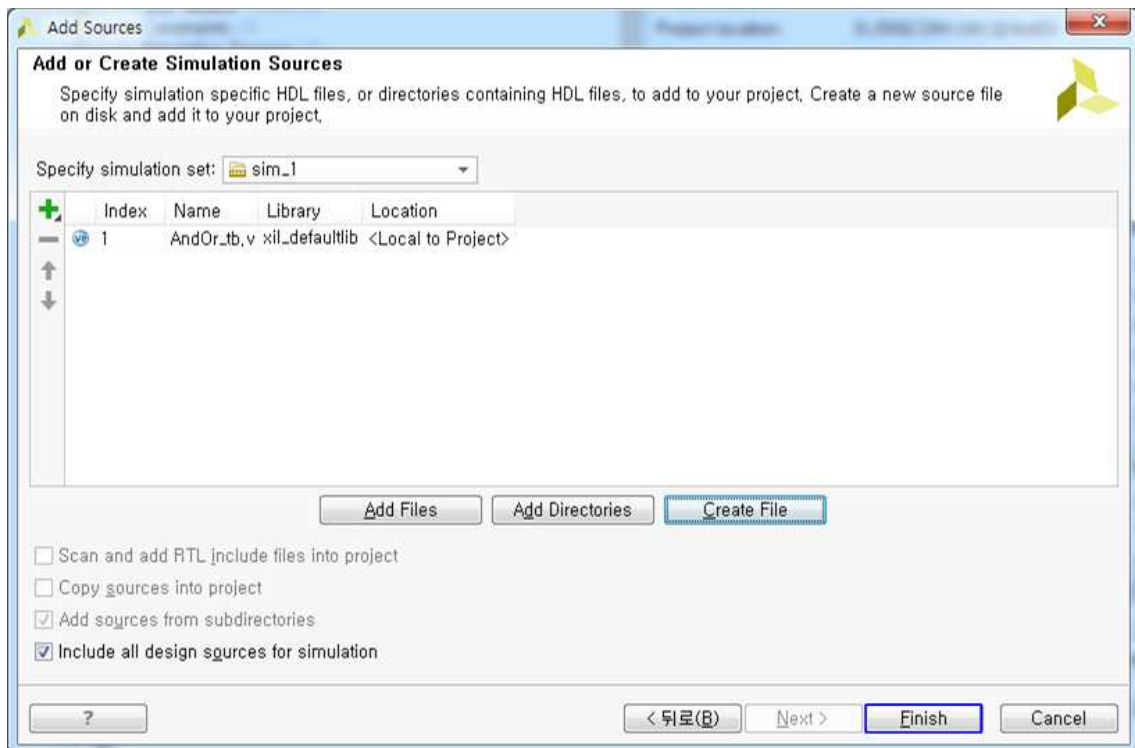 Add Sources
Add or Create Simulation Sources
Specify simulation specific HDL files, or directories containing HDL files, to add to your project, Create a new source file
on disk and add it to your project,
Specify simulation set: sim_1
Index Name Library Location
1 AndOr_tb,v xil_defaultlib <Local to Project>
Add Files Add Directories Create File
Scan and add RTL include files into project
Copy sources into project
Add sources from subdirectories
Include all design sources for simulation
? < 뒤로(B) Next > Finish Cancel